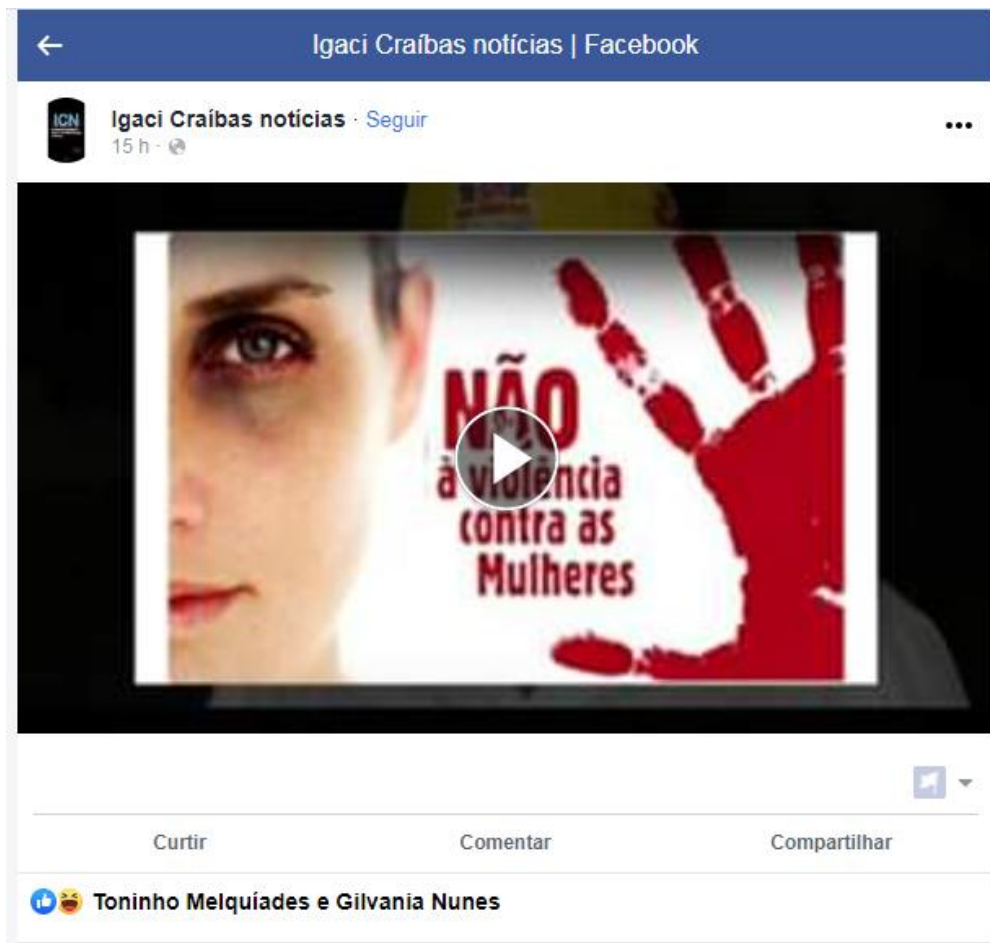 Igaci Craíbas notícias | Facebook
ICN
Igaci Craíbas notícias · Seguir
15 h ·
NÃO
à violência
contra as
Mulheres
Curtir Comentar Compartilhar
Toninho Melquíades e Gilvania Nunes